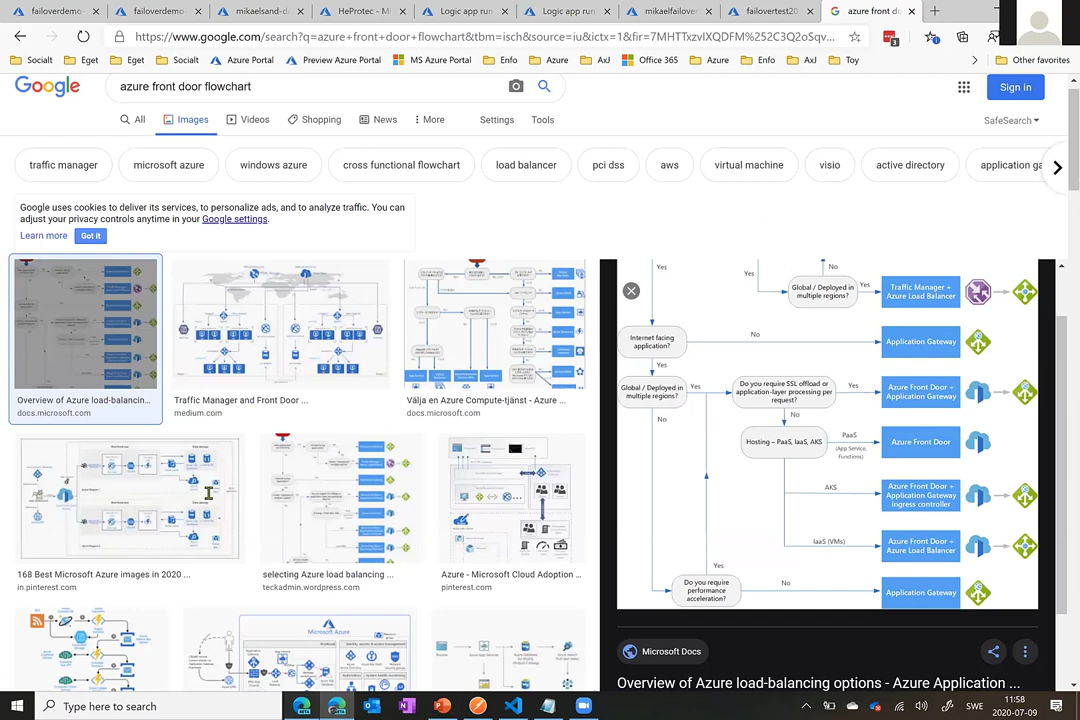 failoverdemo-
failoverdemo-
mikaelsand-d
HeProtec - Mi
Logic app run
Logic app run
mikaelfailover
failovertest20
azure front do
https://www.google.com/search?q=azure+front+door+flowchart&tbm=isch&source=iu&ictx=1&fir=7MHTTxzvIXQDFM%252C3Q2oSqv...
Socialt
Eget
Eget
Socialt
Azure Portal
Preview Azure Portal
MS Azure Portal
Enfo
Azure
AxJ
Office 365
Azure
Enfo
AxJ
Toy
Other favorites
Google
azure front door flowchart
Sign in
All
Images
Videos
Shopping
News
More
Settings
Tools
SafeSearch
traffic manager
microsoft azure
windows azure
cross functional flowchart
load balancer
pci dss
aws
virtual machine
visio
active directory
application ga
Google uses cookies to deliver its services, to personalize ads, and to analyze traffic. You can
adjust your privacy controls anytime in your Google settings.
Learn more
Got it
Overview of Azure load-balancin...
docs.microsoft.com
Traffic Manager and Front Door ...
medium.com
Välja en Azure Compute-tjänst - Azure ...
docs.microsoft.com
168 Best Microsoft Azure images in 2020 ...
in.pinterest.com
selecting Azure load balancing ...
teckadmin.wordpress.com
Azure - Microsoft Cloud Adoption ...
pinterest.com
Microsoft Azure
Yes
Yes
No
Global / Deployed in
multiple regions?
Yes
Traffic Manager +
Azure Load Balancer
Internet facing
application?
No
Application Gateway
Yes
Global / Deployed in
multiple regions?
Yes
Do you require SSL offload or
application-layer processing per
request?
Yes
Azure Front Door +
Application Gateway
No
No
Hosting – PaaS, IaaS, AKS
PaaS
(App Service,
Functions)
Azure Front Door
AKS
Azure Front Door +
Application Gateway
ingress controller
IaaS (VMs)
Azure Front Door +
Azure Load Balancer
Yes
Do you require
performance
acceleration?
No
Application Gateway
Microsoft Docs
Overview of Azure load-balancing options - Azure Application ...
Type here to search
SWE
11:58
2020-07-09